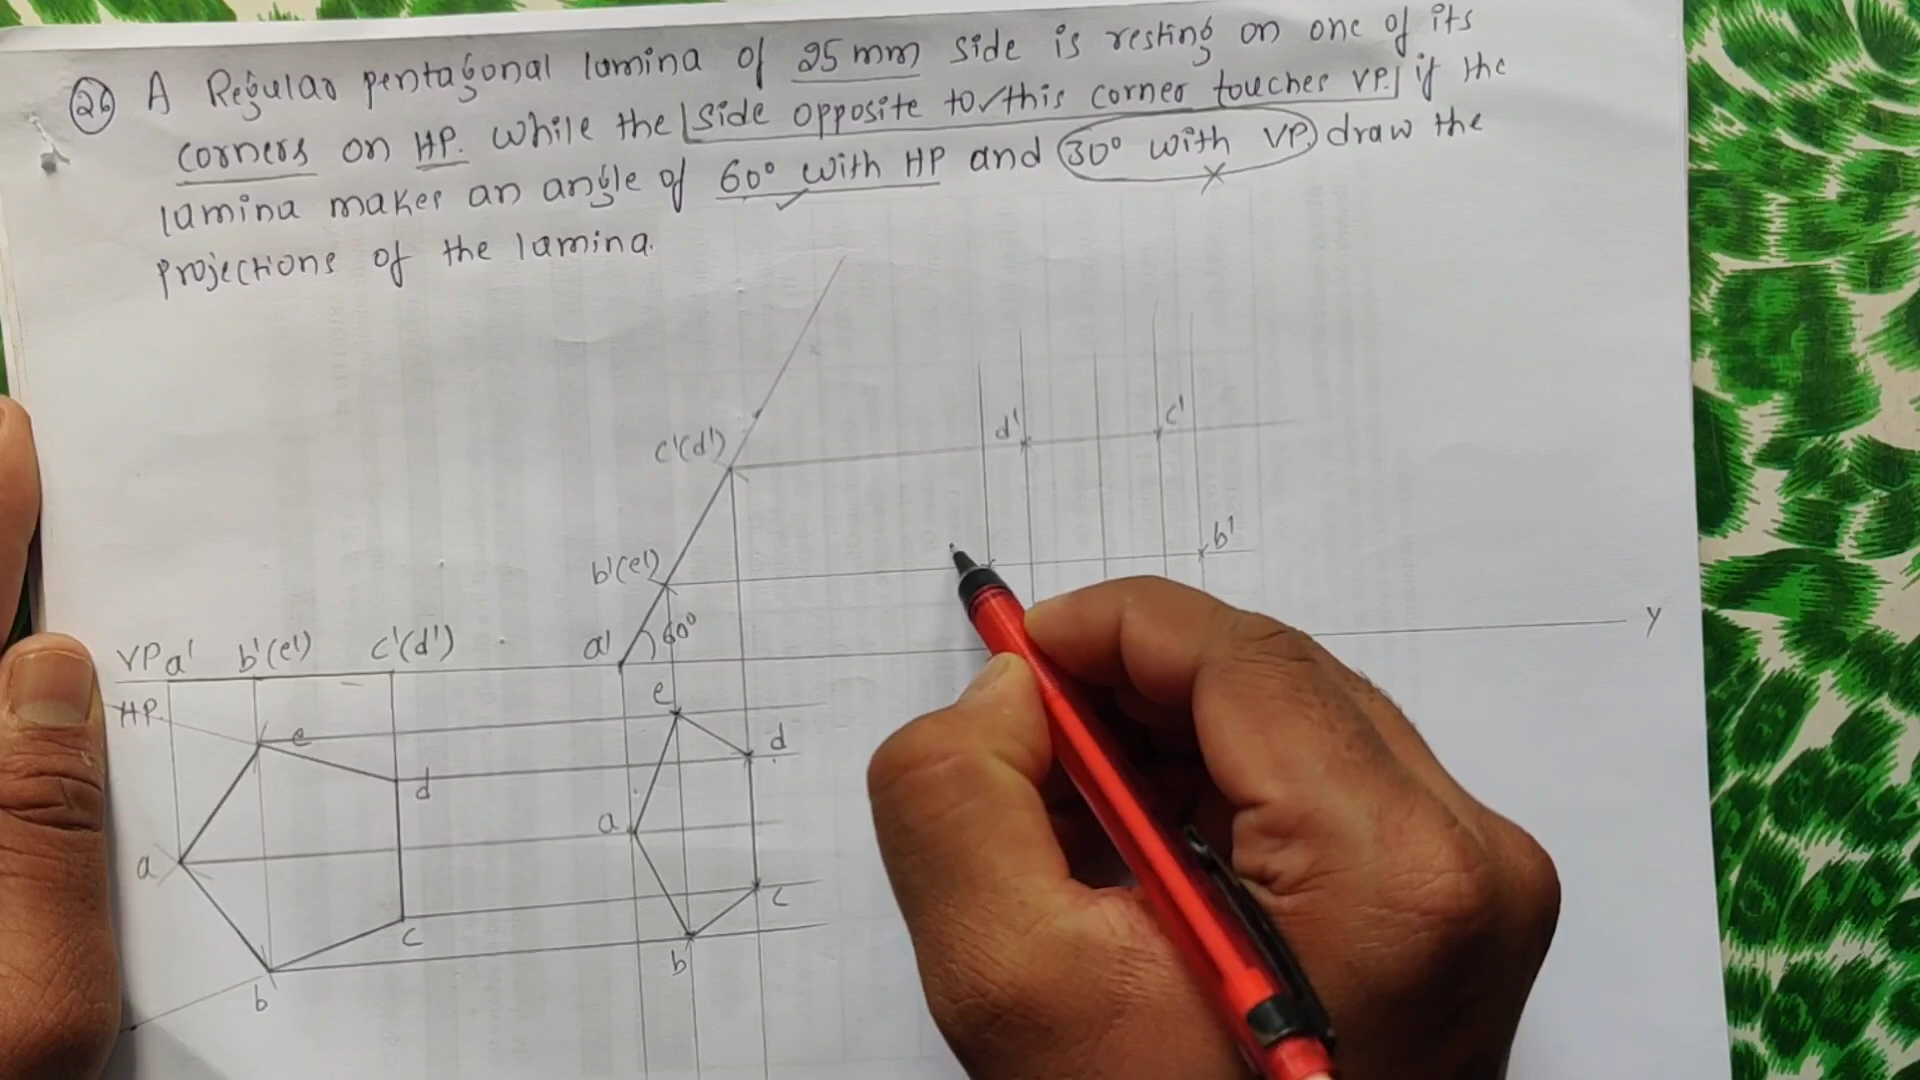 26 A Regular pentagonal lamina of 25mm side is resting on one of its
corners on HP. while the side opposite to this corner touches VP. if the
lamina makes an angle of 60° with HP and 30° with VP. draw the
projections of the lamina.
c'(d') d' c'
b'(e') b'
VP a' b'(e') c'(d') a' 60° y
HP
e e
d d
a a
c c
b b